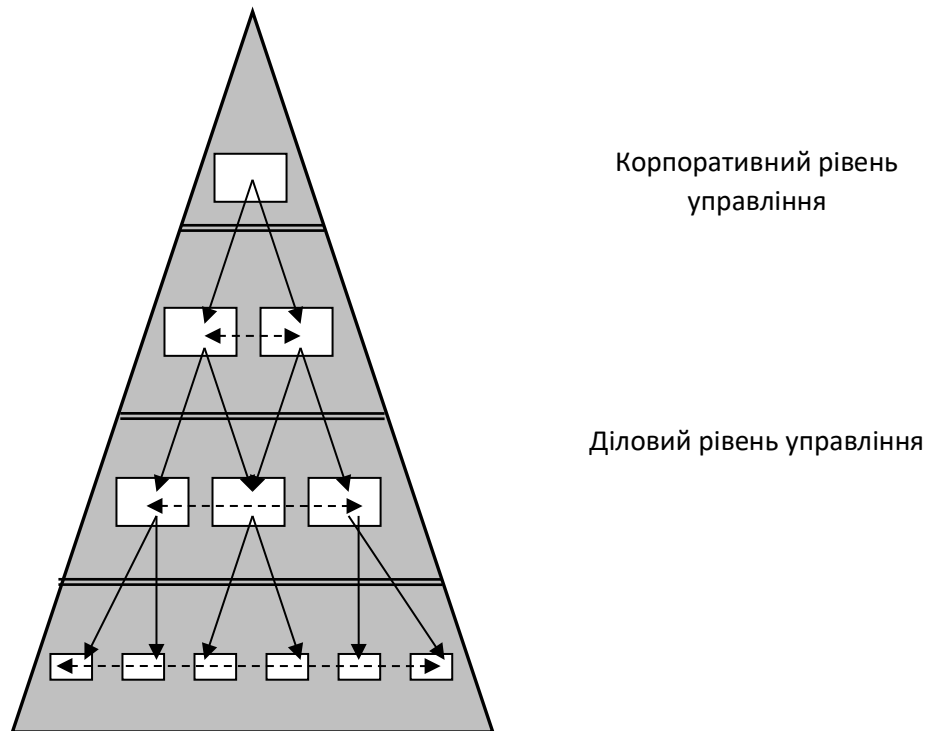 Корпоративний рівень
управління
Діловий рівень управління